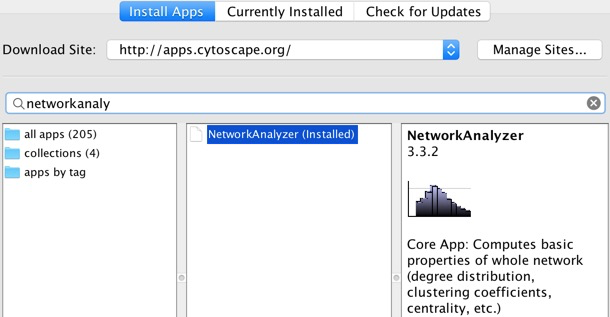 Install Apps Currently Installed Check for Updates
Download Site: http://apps.cytoscape.org/ Manage Sites...
networkanaly
all apps (205)
collections (4)
apps by tag
NetworkAnalyzer (Installed)
NetworkAnalyzer
3.3.2
Core App: Computes basic
properties of whole network
(degree distribution,
clustering coefficients,
centrality, etc.)